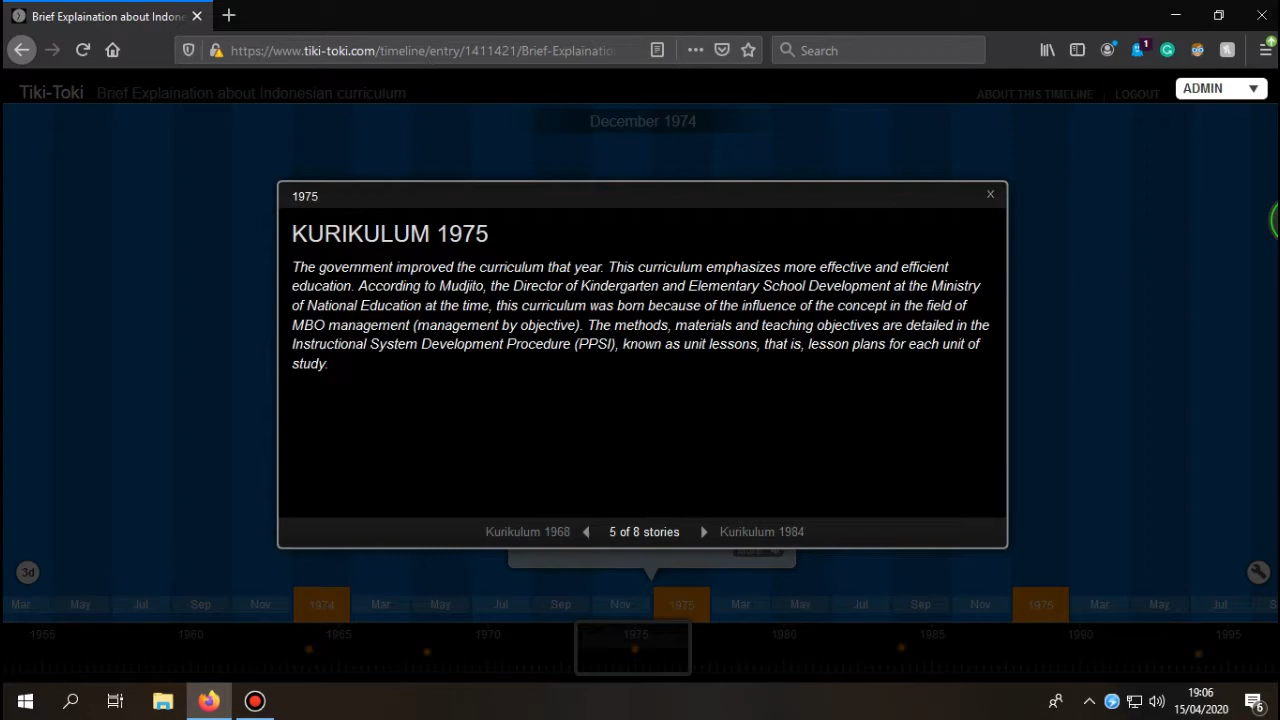 Brief Explaination about Indone
https://www.tiki-toki.com/timeline/entry/1411421/Brief-Explainatio
Search
1
Tiki-Toki Brief Explaination about Indonesian curriculum
ABOUT THIS TIMELINE | LOGOUT
ADMIN
December 1974
1975
X
KURIKULUM 1975
The government improved the curriculum that year. This curriculum emphasizes more effective and efficient
education. According to Mudjito, the Director of Kindergarten and Elementary School Development at the Ministry
of National Education at the time, this curriculum was born because of the influence of the concept in the field of
MBO management (management by objective). The methods, materials and teaching objectives are detailed in the
Instructional System Development Procedure (PPSI), known as unit lessons, that is, lesson plans for each unit of
study.
Kurikulum 1968 5 of 8 stories Kurikulum 1984
More
3d
Mar May Jul Sep Nov 1974 Mar May Jul Sep Nov 1975 Mar May Jul Sep Nov 1975 Mar May Jul S
1955 1960 1965 1970 1975 1980 1985 1990 1995
19:06
15/04/2020
6